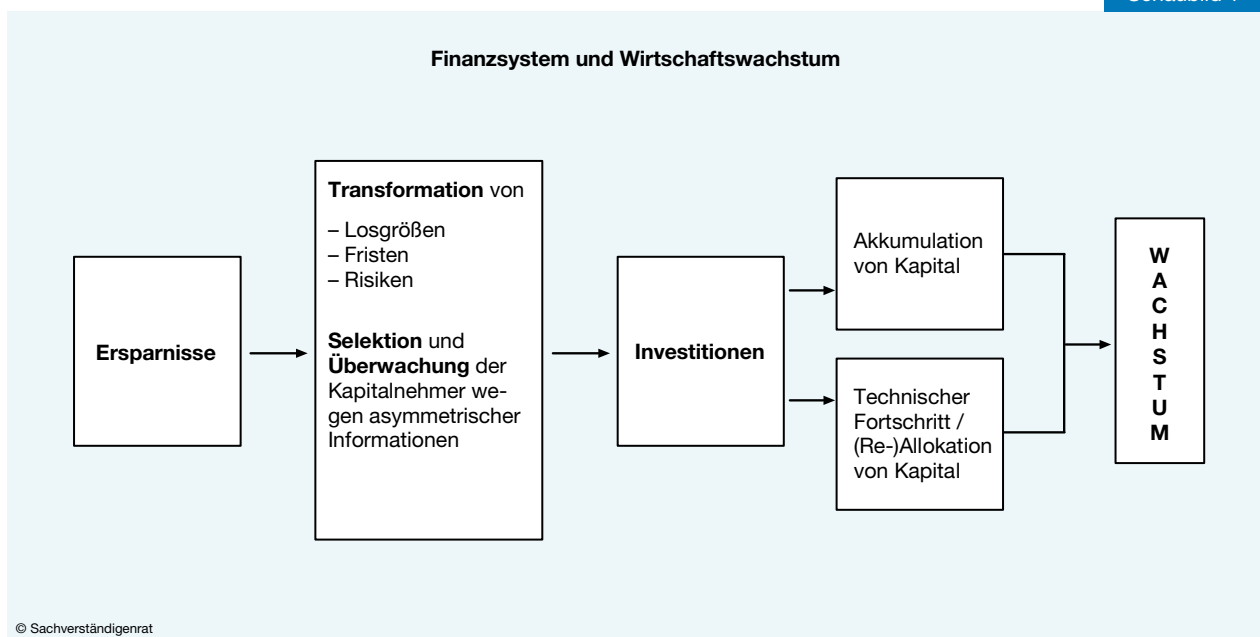 Finanzsystem und Wirtschaftswachstum
Ersparnisse
Transformation von
– Losgrößen
– Fristen
– Risiken
Selektion und
Überwachung der
Kapitalnehmer we-
gen asymmetrischer
Informationen
Investitionen
Akkumulation
von Kapital
Technischer
Fortschritt /
(Re-)Allokation
von Kapital
W
A
C
H
S
T
U
M
© Sachverständigenrat